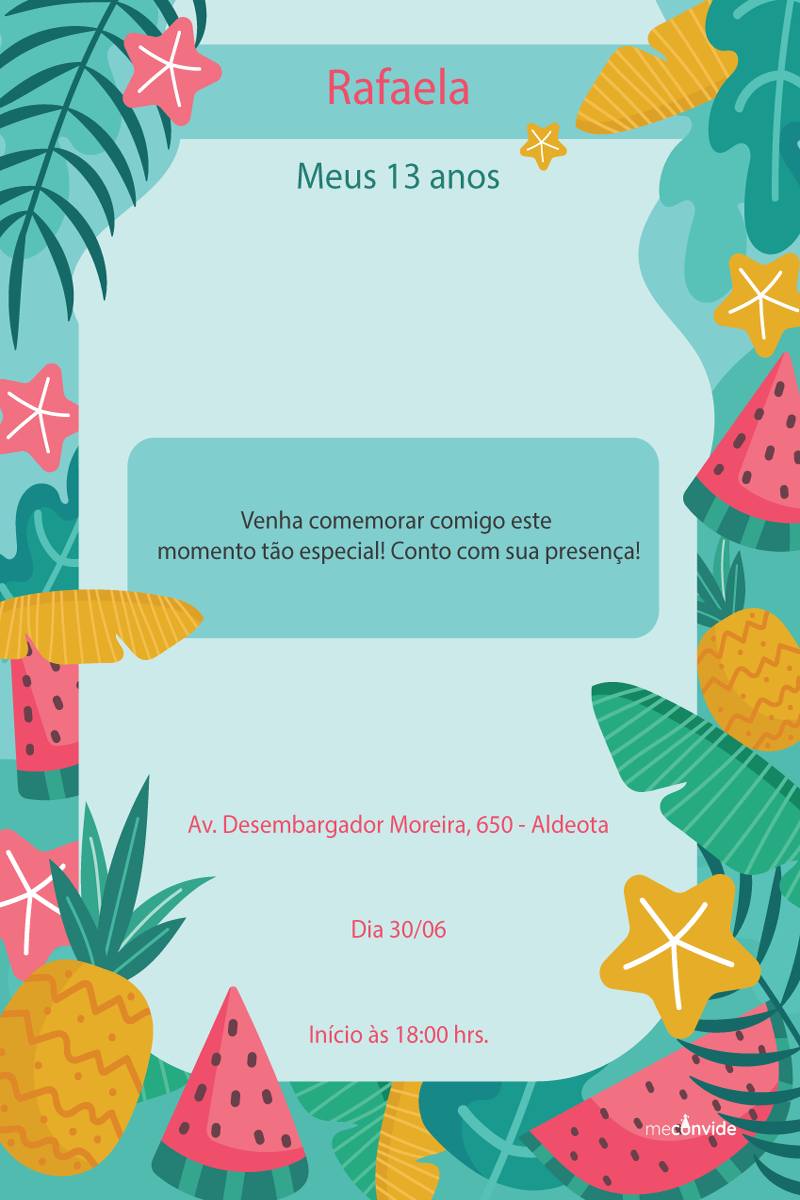 Rafaela
Meus 13 anos
Venha comemorar comigo este
momento tão especial! Conto com sua presença!
Av. Desembargador Moreira, 650 - Aldeota
Dia 30/06
Início às 18:00 hrs.
meconvide